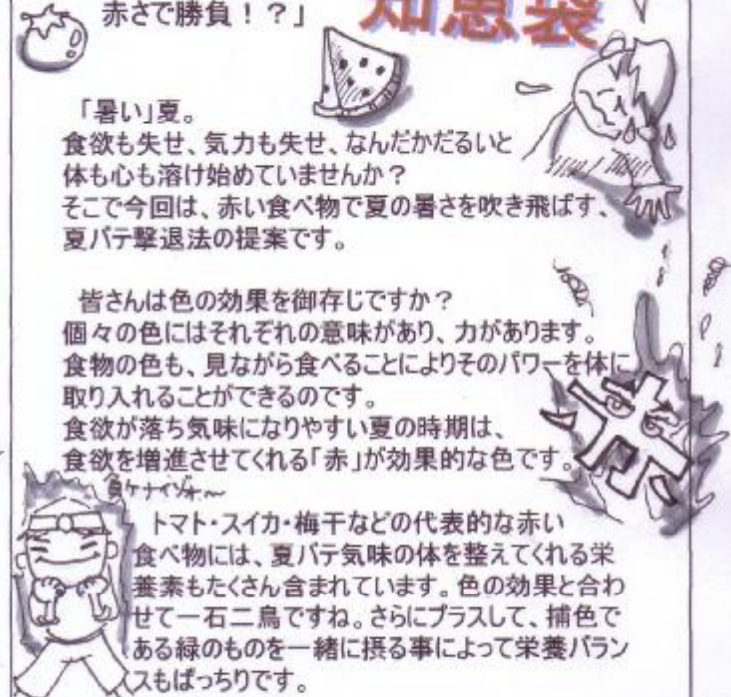 赤さで勝負！？」
知恵袋
「暑い」夏。
食欲も失せ、気力も失せ、なんだかだるいと
体も心も溶け始めていませんか？
そこで今回は、赤い食べ物で夏の暑さを吹き飛ばす、
夏バテ撃退法の提案です。
皆さんは色の効果を御存じですか？
個々の色にはそれぞれの意味があり、力があります。
食物の色も、見ながら食べることによりそのパワーを体に
取り入れることができるのです。
食欲が落ち気味になりやすい夏の時期は、
食欲を増進させてくれる「赤」が効果的な色です。
赤
負ケナイゾォ～
トマト・スイカ・梅干などの代表的な赤い
食べ物には、夏バテ気味の体を整えてくれる栄
養素もたくさん含まれています。色の効果と合わ
せて一石二鳥ですね。さらにプラスして、捕色で
ある緑のものを一緒に摂る事によって栄養バラン
スもばっちりです。